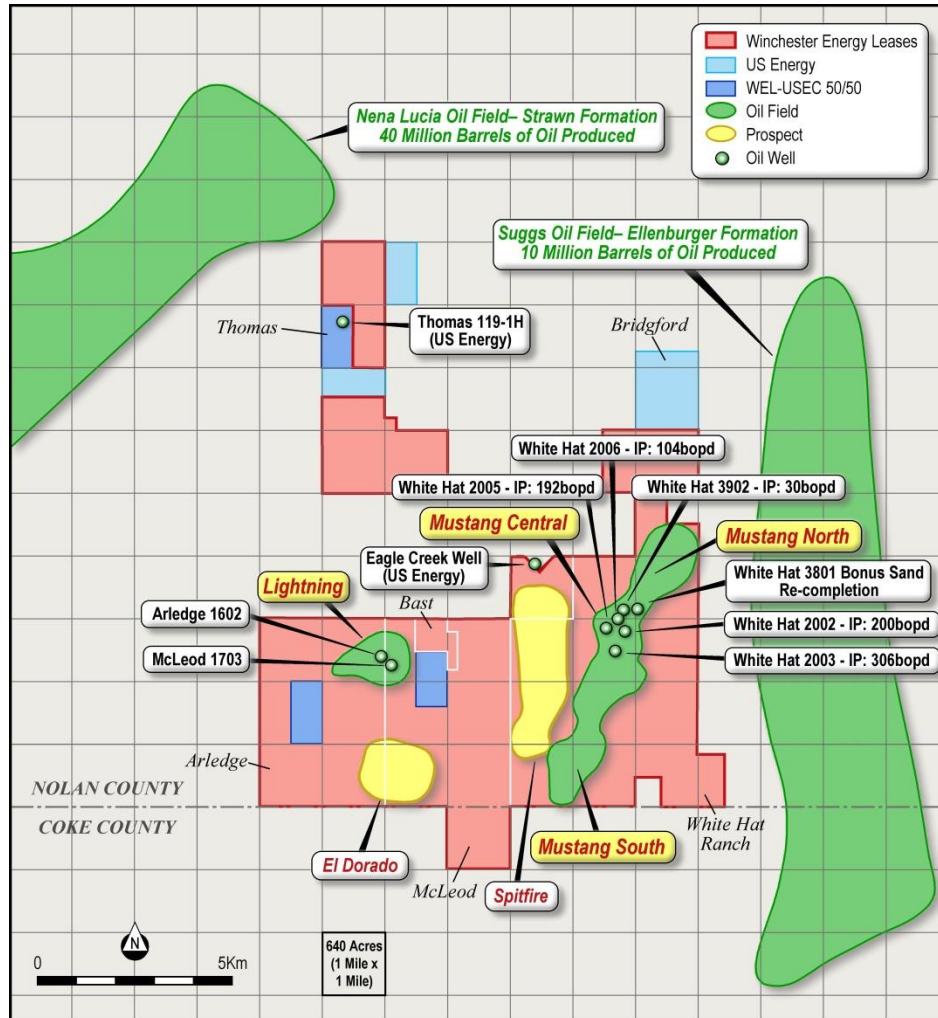 Winchester Energy Leases
US Energy
WEL-USEC 50/50
Oil Field
Prospect
Oil Well
Nena Lucia Oil Field– Strawn Formation
40 Million Barrels of Oil Produced
Suggs Oil Field– Ellenburger Formation
10 Million Barrels of Oil Produced
Thomas
Thomas 119-1H
(US Energy)
Bridgford
White Hat 2006 - IP: 104bopd
White Hat 2005 - IP: 192bopd
White Hat 3902 - IP: 30bopd
Mustang Central
Mustang North
Eagle Creek Well
(US Energy)
White Hat 3801 Bonus Sand
Re-completion
Lightning
Bast
Arledge 1602
White Hat 2002 - IP: 200bopd
McLeod 1703
White Hat 2003 - IP: 306bopd
Arledge
NOLAN COUNTY
COKE COUNTY
White Hat
Ranch
Mustang South
El Dorado
McLeod
Spitfire
N
640 Acres
(1 Mile x
1 Mile)
0
5Km